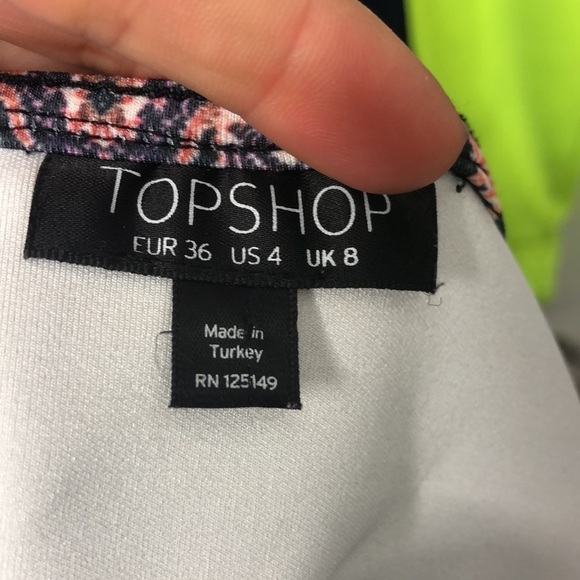 TOPSHOP
EUR 36 US 4 UK 8
Made in
Turkey
RN 125149